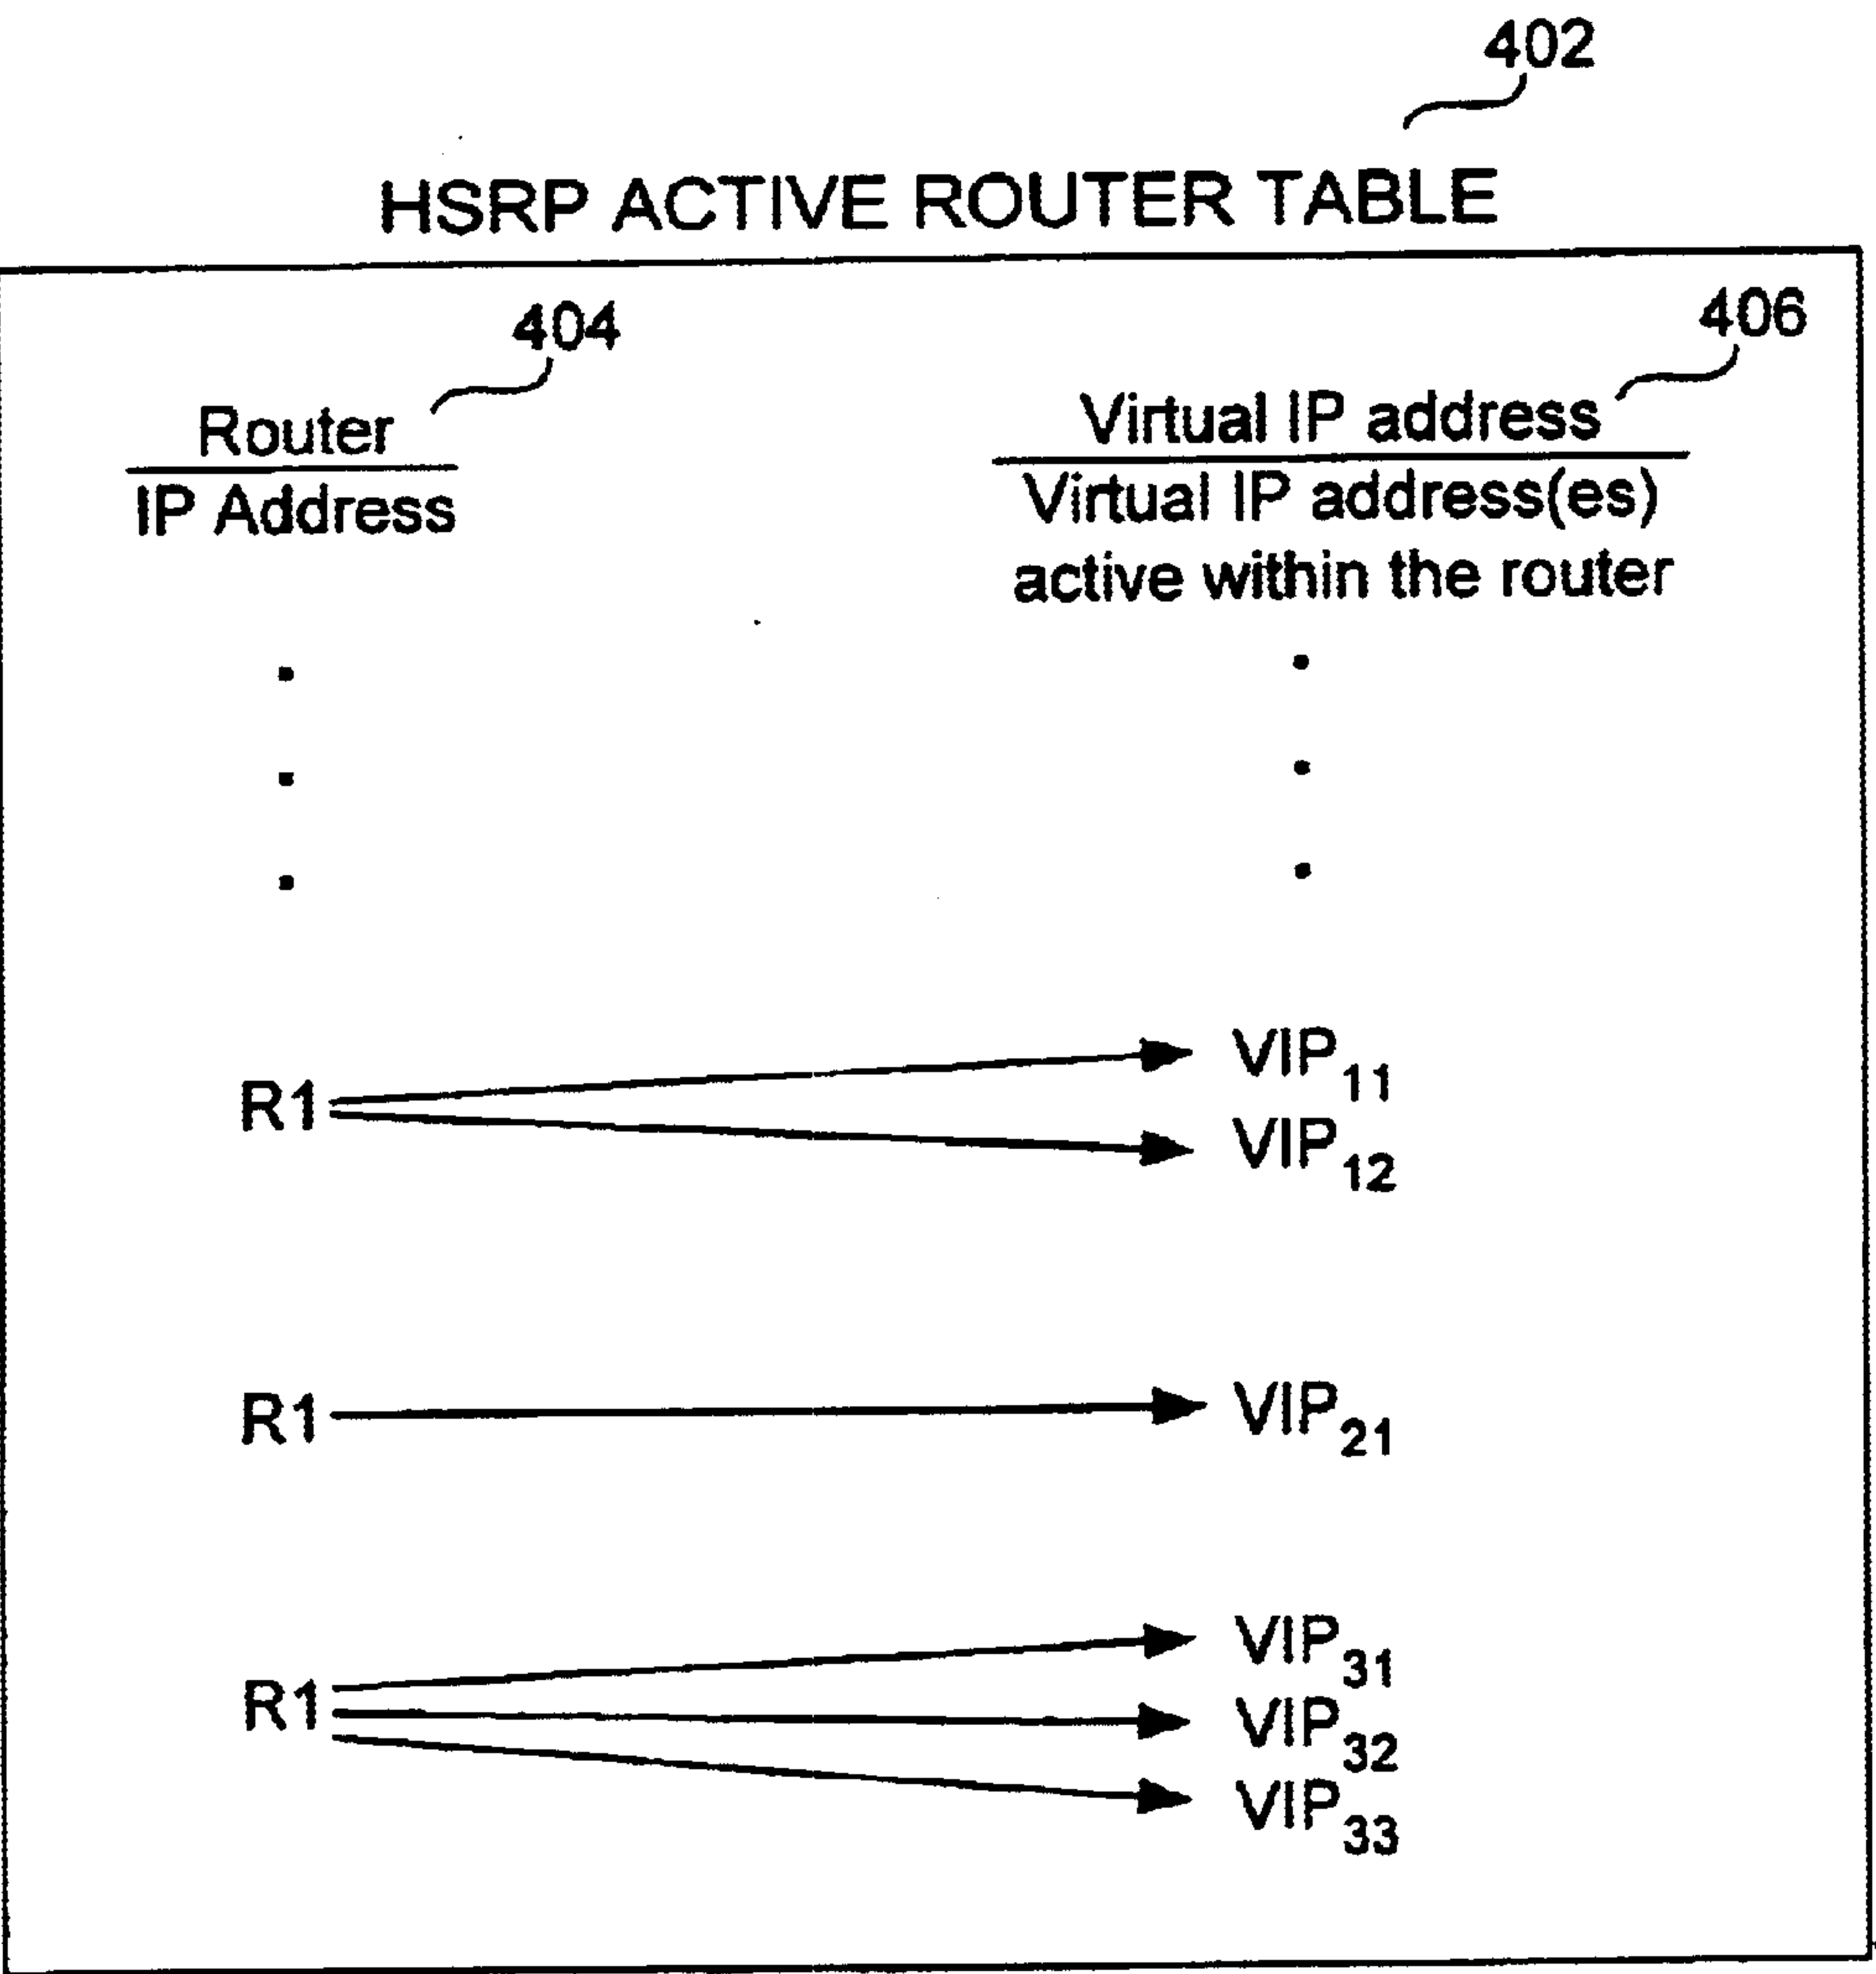 402
HSRP ACTIVE ROUTER TABLE
404
406
Router
IP Address
Virtual IP address
Virtual IP address(es)
active within the router
R1
VIP11
VIP12
R1
VIP21
R1
VIP31
VIP32
VIP33